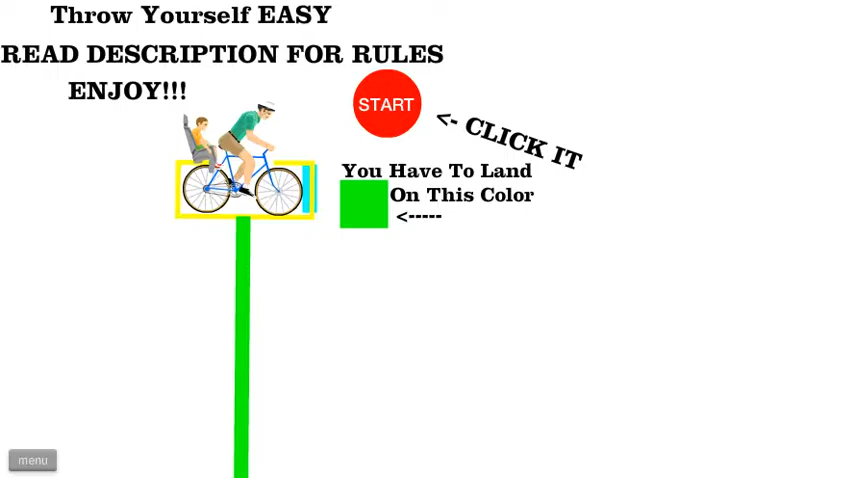 Throw Yourself EASY
READ DESCRIPTION FOR RULES
ENJOY!!!
START
<- CLICK IT
You Have To Land
On This Color
<-----
menu